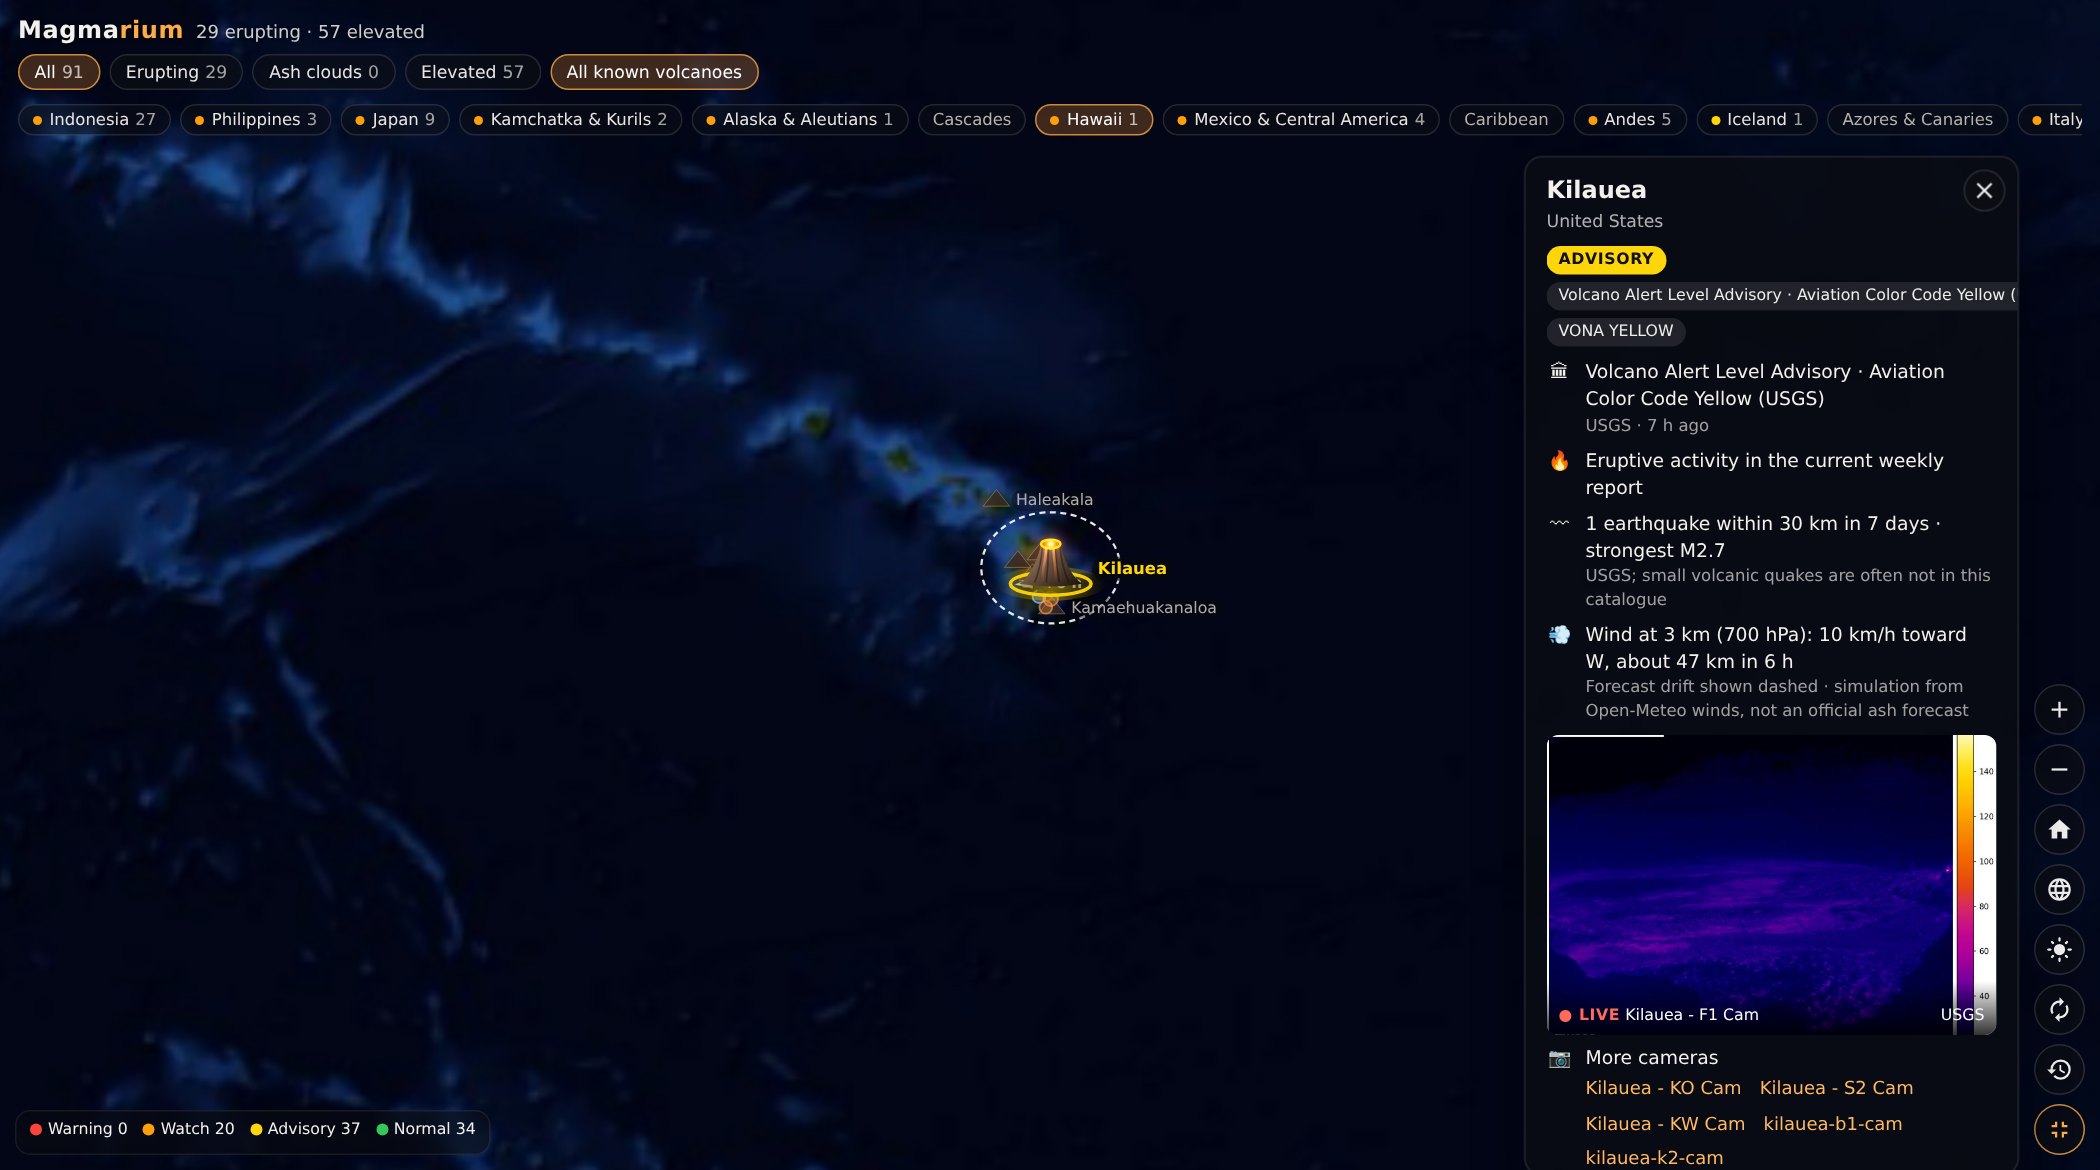 Magmarium 29 erupting · 57 elevated
All 91 Erupting 29 Ash clouds 0 Elevated 57 All known volcanoes
Indonesia 27 Philippines 3 Japan 9 Kamchatka & Kurils 2 Alaska & Aleutians 1 Cascades Hawaii 1 Mexico & Central America 4 Caribbean Andes 5 Iceland 1 Azores & Canaries Italy
Haleakala
Kilauea
Kamaehuakanaloa
Kilauea
United States
ADVISORY
Volcano Alert Level Advisory · Aviation Color Code Yellow (
VONA YELLOW
Volcano Alert Level Advisory · Aviation
Color Code Yellow (USGS)
USGS · 7 h ago
Eruptive activity in the current weekly
report
1 earthquake within 30 km in 7 days ·
strongest M2.7
USGS; small volcanic quakes are often not in this
catalogue
Wind at 3 km (700 hPa): 10 km/h toward
W, about 47 km in 6 h
Forecast drift shown dashed · simulation from
Open-Meteo winds, not an official ash forecast
140
120
100
80
60
40
LIVE Kilauea - F1 Cam USGS
More cameras
Kilauea - KO Cam Kilauea - S2 Cam
Kilauea - KW Cam kilauea-b1-cam
kilauea-k2-cam
Warning 0 Watch 20 Advisory 37 Normal 34